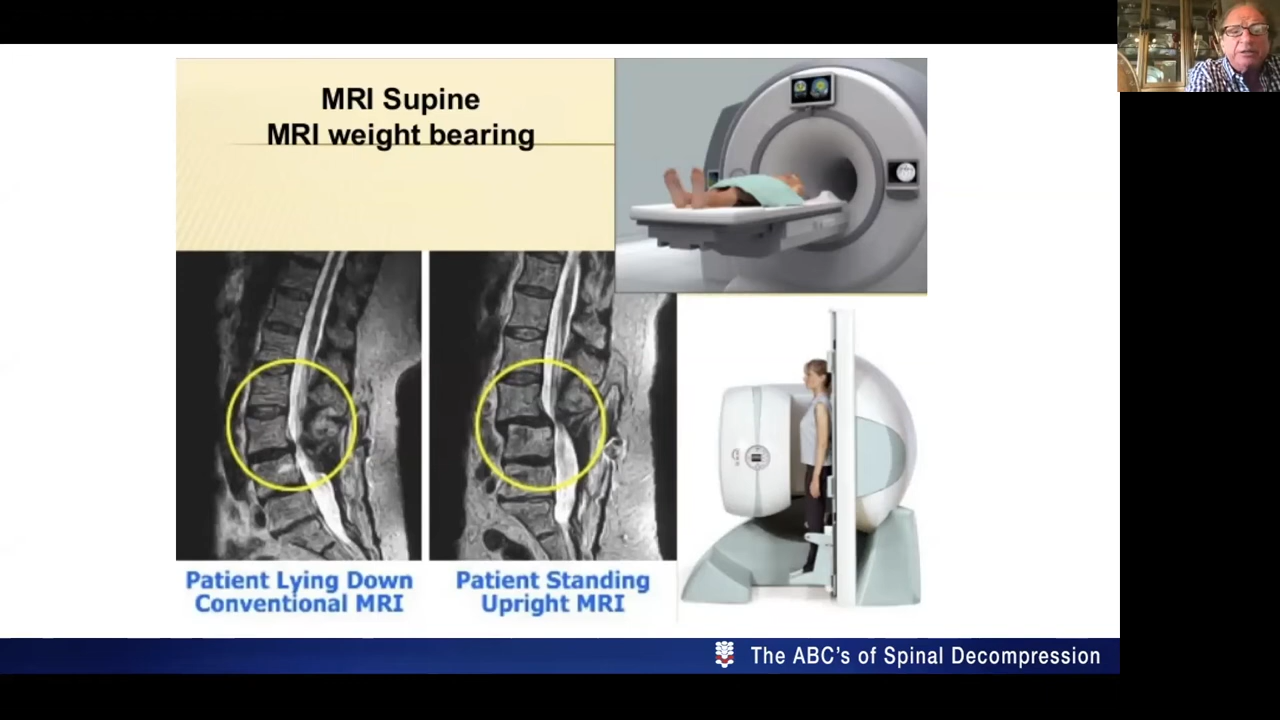 MRI Supine
MRI weight bearing
Patient Lying Down
Conventional MRI
Patient Standing
Upright MRI
The ABC's of Spinal Decompression